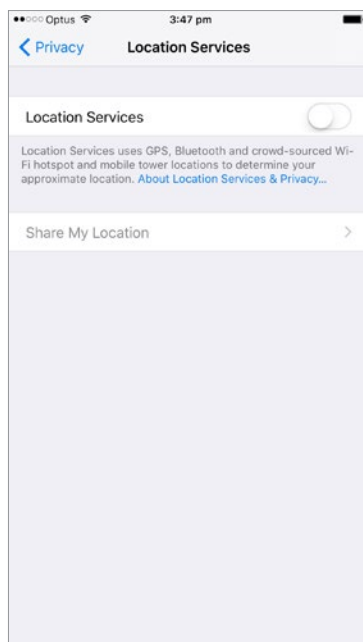 Optus 3:47 pm
Privacy Location Services
Location Services
Location Services uses GPS, Bluetooth and crowd-sourced Wi-
Fi hotspot and mobile tower locations to determine your
approximate location. About Location Services & Privacy...
Share My Location